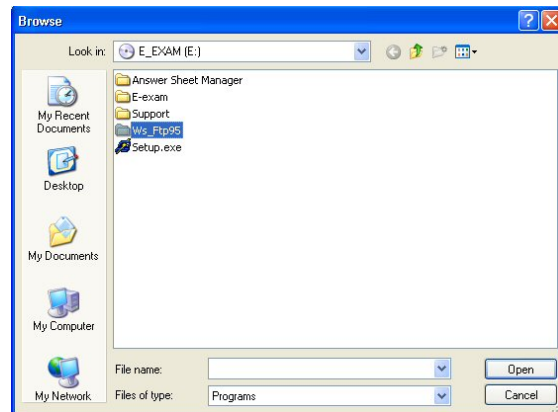 Browse
Look in: E_EXAM (E:)
My Recent Documents
Desktop
My Documents
My Computer
My Network
Answer Sheet Manager
E-exam
Support
Ws_Ftp95
Setup.exe
File name:
Open
Files of type: Programs
Cancel